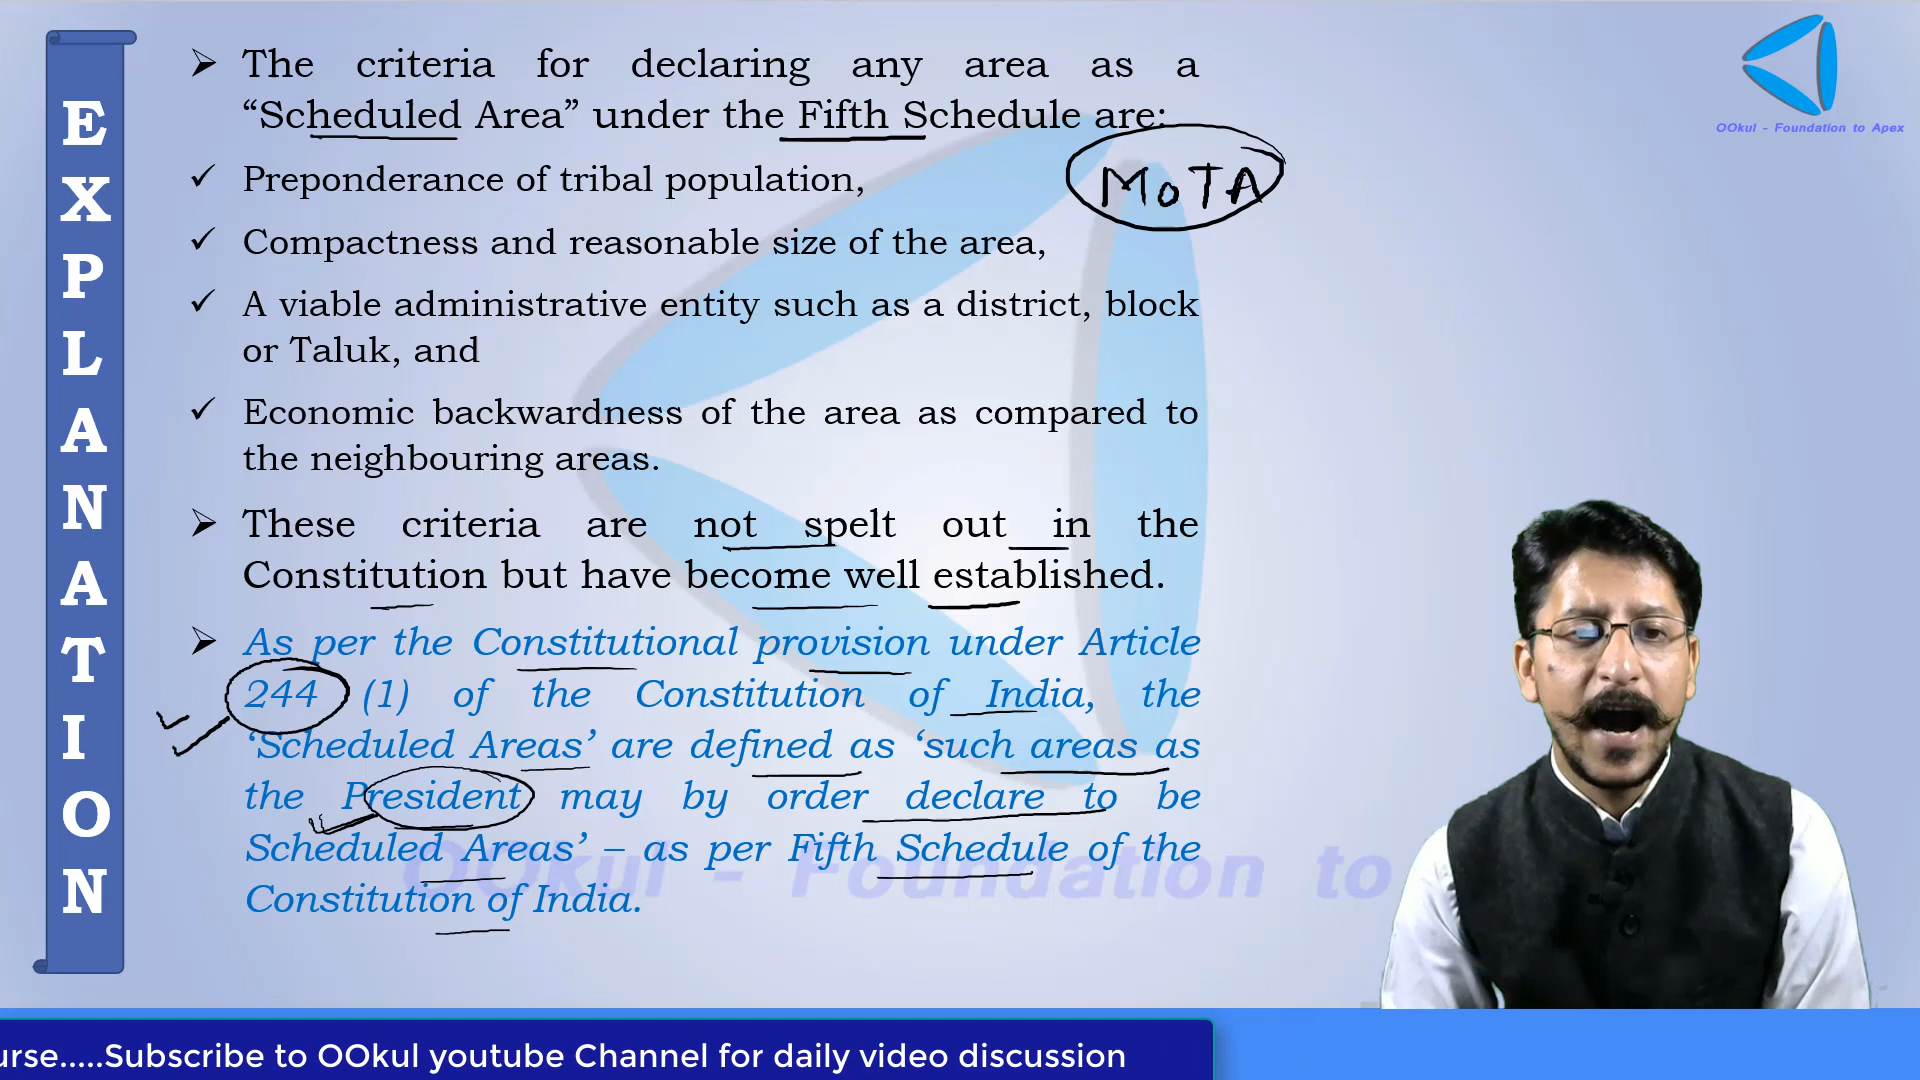 EXPLANATION
The criteria for declaring any area as a
“Scheduled Area” under the Fifth Schedule are:
Preponderance of tribal population,
MoTA
Compactness and reasonable size of the area,
A viable administrative entity such as a district, block
or Taluk, and
Economic backwardness of the area as compared to
the neighbouring areas.
These criteria are not spelt out in the
Constitution but have become well established.
As per the Constitutional provision under Article
244 (1) of the Constitution of India, the
‘Scheduled Areas’ are defined as ‘such areas as
the President may by order declare to be
Scheduled Areas’ – as per Fifth Schedule of the
Constitution of India.
OOkul - Foundation to Apex
OOkul - Foundation to
urse.....Subscribe to OOkul youtube Channel for daily video discussion